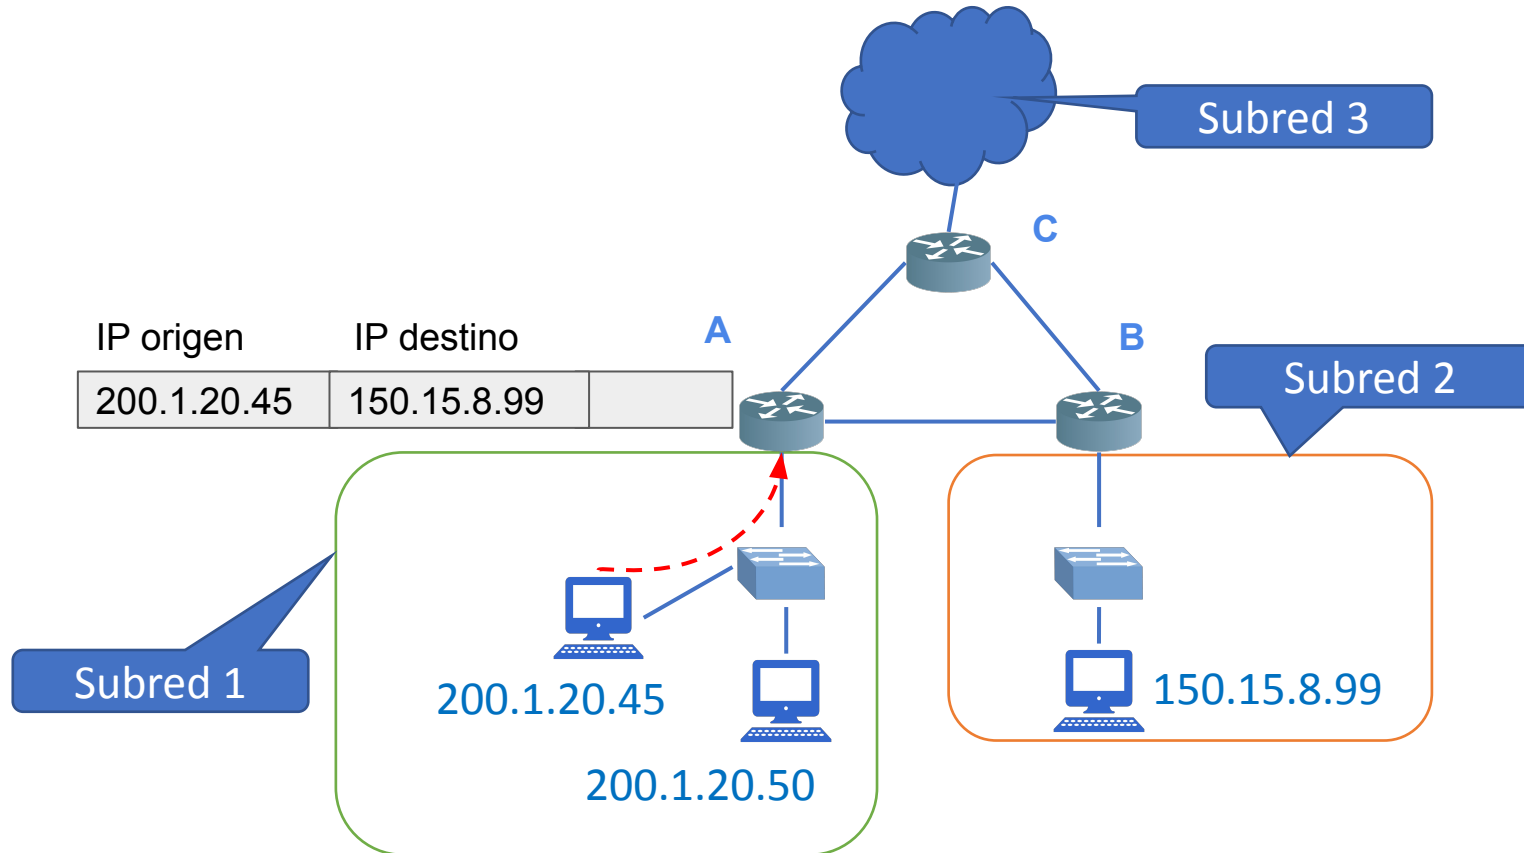 Subred 3
C
IP origen IP destino
A
B
200.1.20.45 150.15.8.99
Subred 2
Subred 1
200.1.20.45
150.15.8.99
200.1.20.50